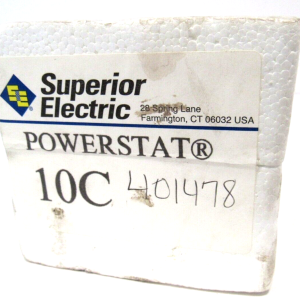 Superior
Electric
28 Spring Lane
Farmington, CT 06032 USA
POWERSTAT®
10C 401478